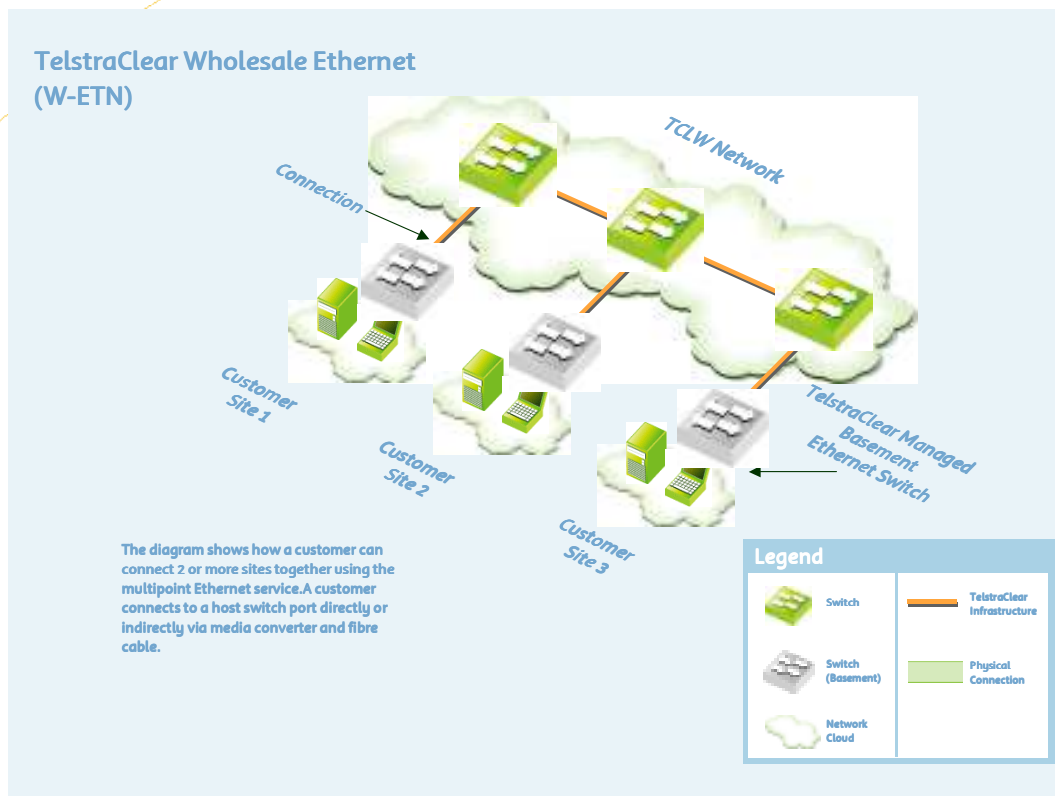 TelstraClear Wholesale Ethernet
(W-ETN)
TCLW Network
Connection
Customer
Site 1
Customer
Site 2
Customer
Site 3
TelstraClear Managed
Basement
Ethernet Switch
The diagram shows how a customer can
connect 2 or more sites together using the
multipoint Ethernet service.A customer
connects to a host switch port directly or
indirectly via media converter and fibre
cable.
Legend
Switch
Switch
(Basement)
Network
Cloud
TelstraClear
Infrastructure
Physical
Connection